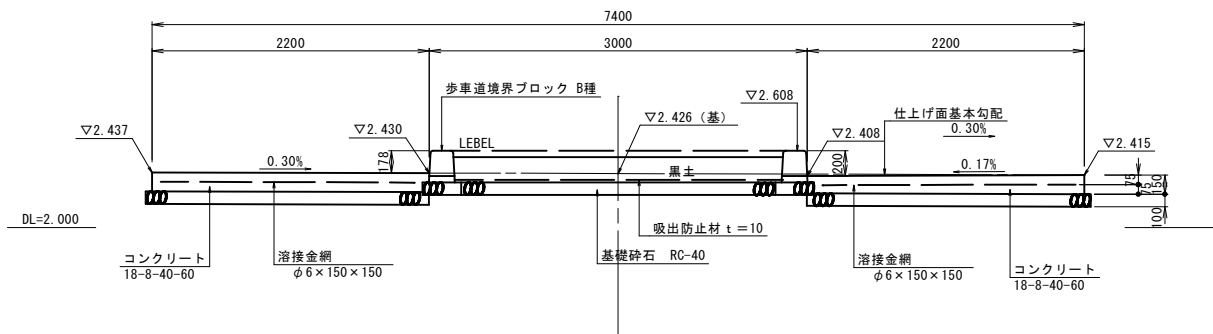 7400
2200
3000
2200
歩車道境界ブロック B種
▽2.608
▽2.437
▽2.430
▽2.426 (基)
仕上げ面基本勾配
0.30%
▽2.408
▽2.415
LEBEL
178
0.30%
黒土
200
0.17%
75
75
150
100
DL=2.000
吸出防止材 t=10
コンクリート
18-8-40-60
溶接金網
φ6×150×150
基礎砕石 RC-40
溶接金網
φ6×150×150
コンクリート
18-8-40-60